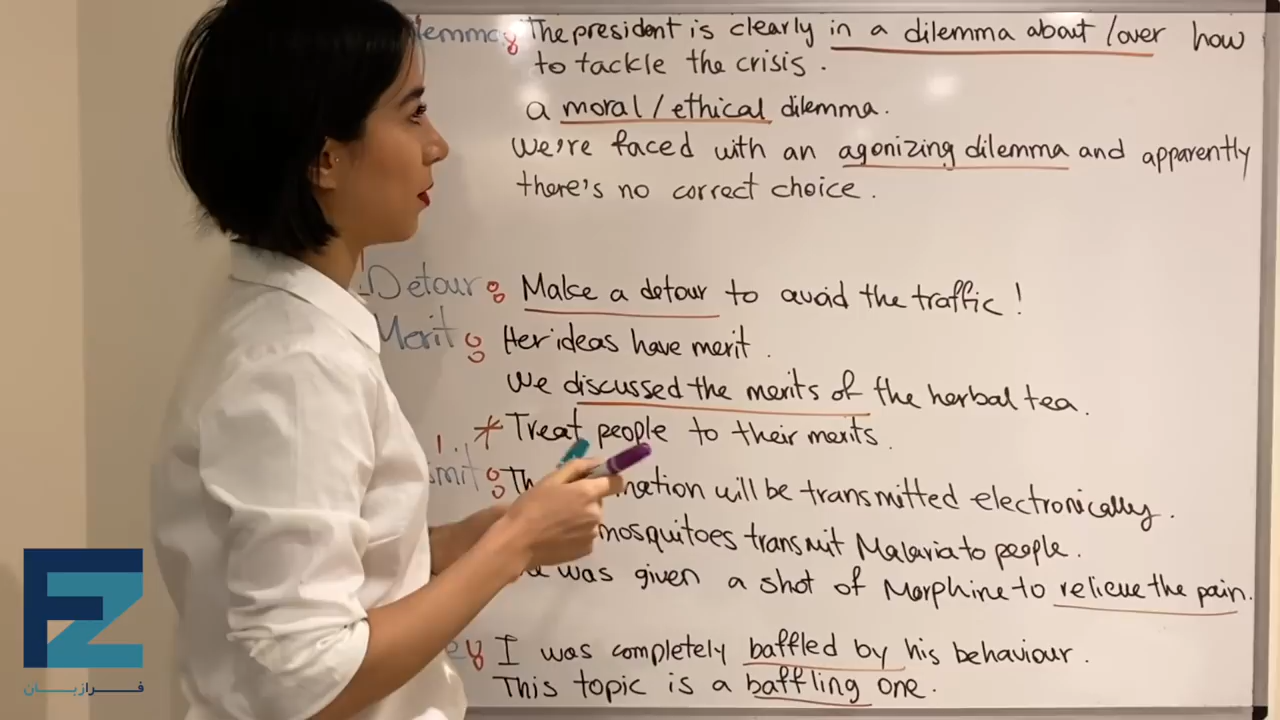 The president is clearly in a dilemma about / over how
to tackle the crisis.
a moral / ethical dilemma.
We're faced with an agonizing dilemma and apparently
there's no correct choice.
Detour: Make a detour to avoid the traffic!
Merit: Her ideas have merit.
We discussed the merits of the herbal tea.
* Treat people to their merits.
will be transmitted electronically.
mosquitoes transmit Malaria to people.
was given a shot of Morphine to relieve the pain.
I was completely baffled by his behaviour.
This topic is a baffling one.
FZ
فرازبان